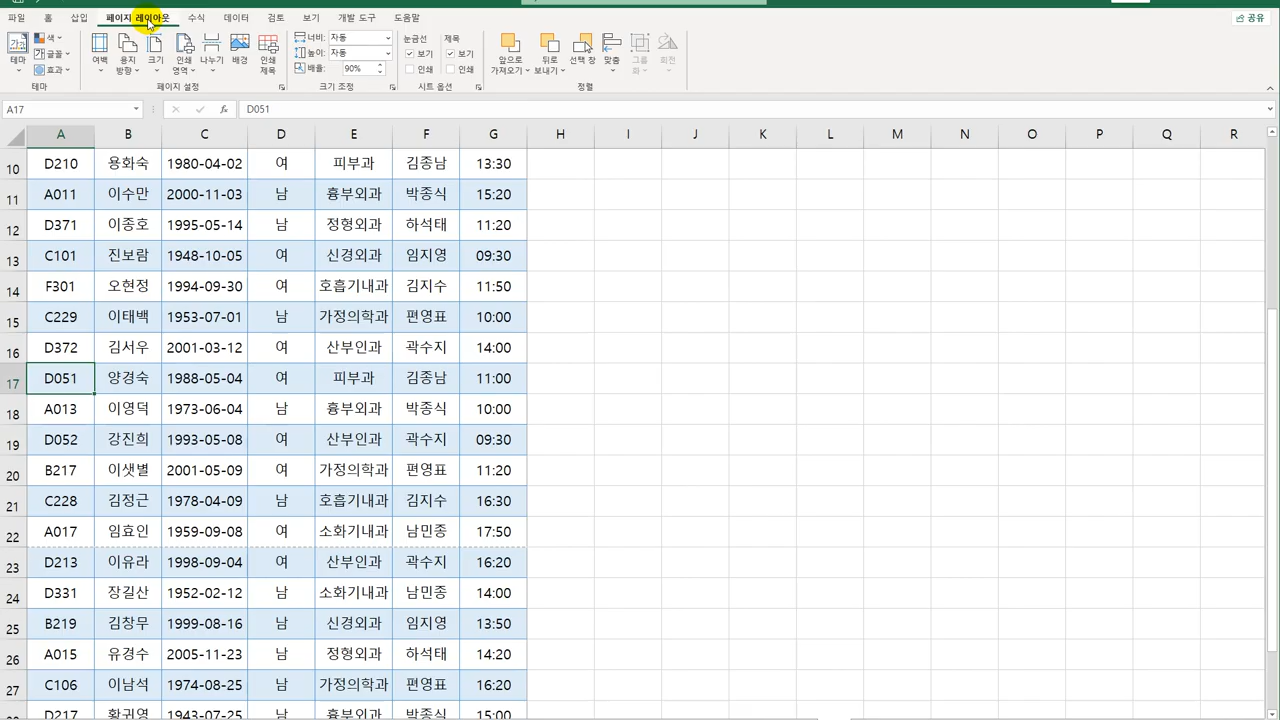 파일 홈 삽입 페이지 레이아웃 수식 데이터 검토 보기 개발 도구 도움말 공유
테마 색 글꼴 효과 여백 용지 방향 크기 인쇄 영역 나누기 배경 인쇄 제목 너비: 자동 높이: 자동 배율: 90% 눈금선 보기 인쇄 제목 보기 인쇄 앞으로 가져오기 뒤로 보내기 선택 창 맞춤 그룹화 회전
테마 페이지 설정 크기 조정 시트 옵션 정렬
A17 fx D051
A B C D E F G H I J K L M N O P Q R
10 D210 용화숙 1980-04-02 여 피부과 김종남 13:30
11 A011 이수만 2000-11-03 남 흉부외과 박종식 15:20
12 D371 이종호 1995-05-14 남 정형외과 하석태 11:20
13 C101 진보람 1948-10-05 여 신경외과 임지영 09:30
14 F301 오현정 1994-09-30 여 호흡기내과 김지수 11:50
15 C229 이태백 1953-07-01 남 가정의학과 편영표 10:00
16 D372 김서우 2001-03-12 여 산부인과 곽수지 14:00
17 D051 양경숙 1988-05-04 여 피부과 김종남 11:00
18 A013 이영덕 1973-06-04 남 흉부외과 박종식 10:00
19 D052 강진희 1993-05-08 여 산부인과 곽수지 09:30
20 B217 이샛별 2001-05-09 여 가정의학과 편영표 11:20
21 C228 김정근 1978-04-09 남 호흡기내과 김지수 16:30
22 A017 임효인 1959-09-08 여 소화기내과 남민종 17:50
23 D213 이유라 1998-09-04 여 산부인과 곽수지 16:20
24 D331 장길산 1952-02-12 남 소화기내과 남민종 14:00
25 B219 김창무 1999-08-16 남 신경외과 임지영 13:50
26 A015 유경수 2005-11-23 남 정형외과 하석태 14:20
27 C106 이남석 1974-08-25 남 가정의학과 편영표 16:20
D217 황귀영 1943-07-25 남 흉부외과 박종식 15:00